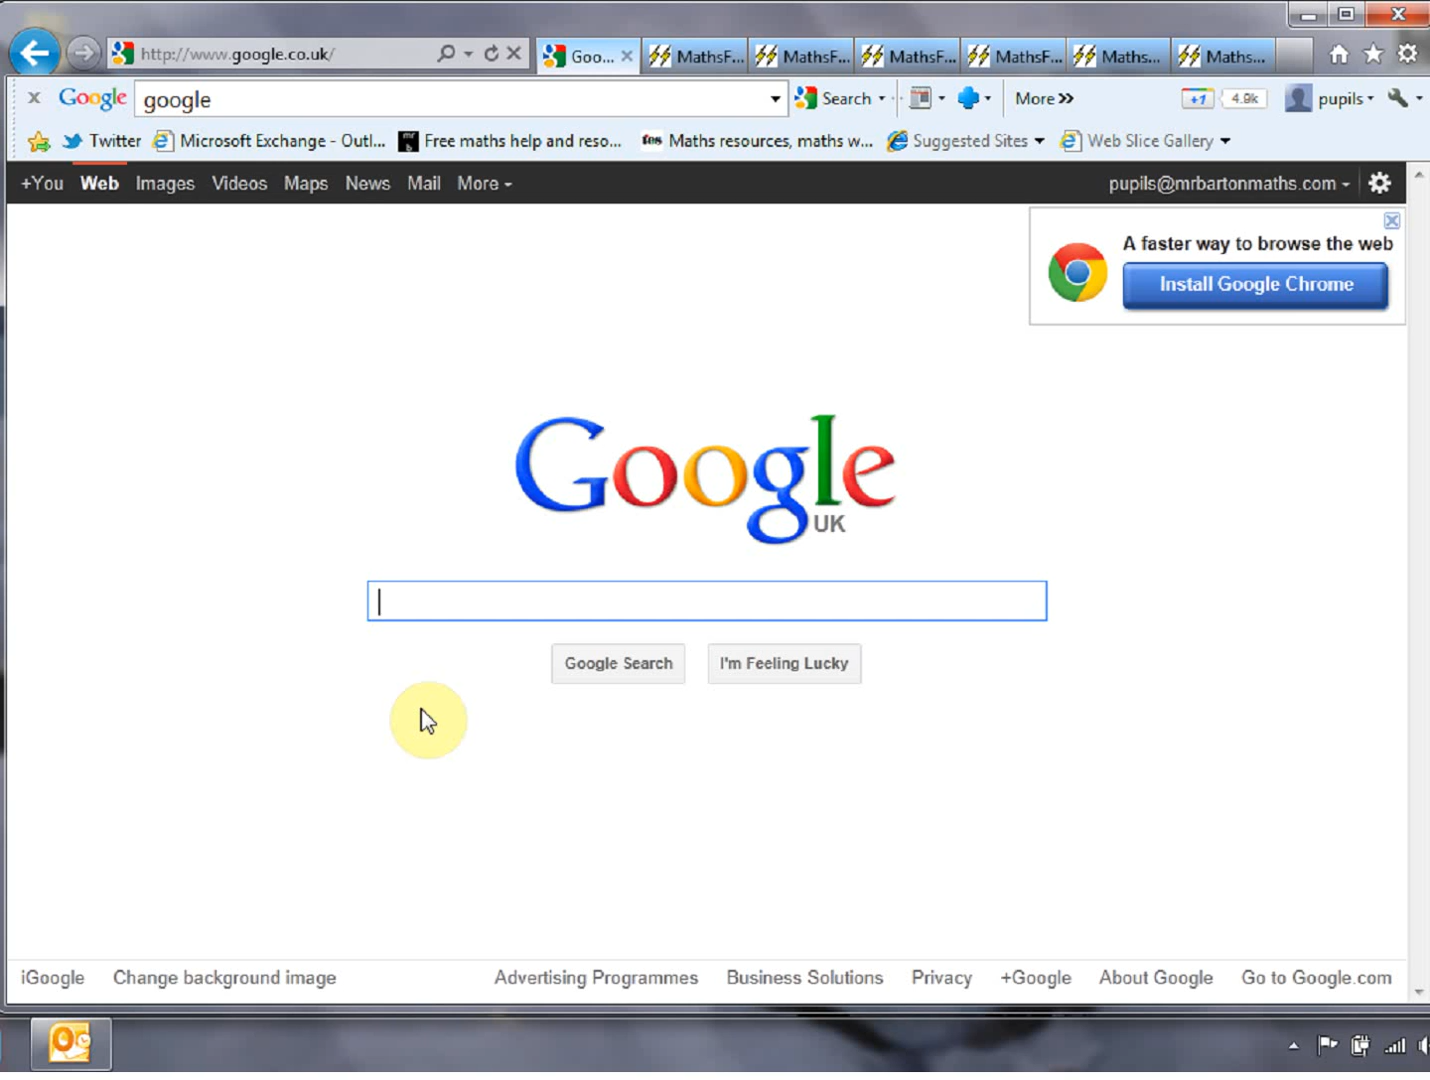 http://www.google.co.uk/ Goo... MathsF... MathsF... MathsF... MathsF... Maths... Maths...
Google google Search More » +1 4.9k pupils
Twitter Microsoft Exchange - Outl... Free maths help and reso... tes Maths resources, maths w... Suggested Sites Web Slice Gallery
+You Web Images Videos Maps News Mail More pupils@mrbartonmaths.com
A faster way to browse the web
Install Google Chrome
Google
UK
Google Search I'm Feeling Lucky
iGoogle Change background image Advertising Programmes Business Solutions Privacy +Google About Google Go to Google.com